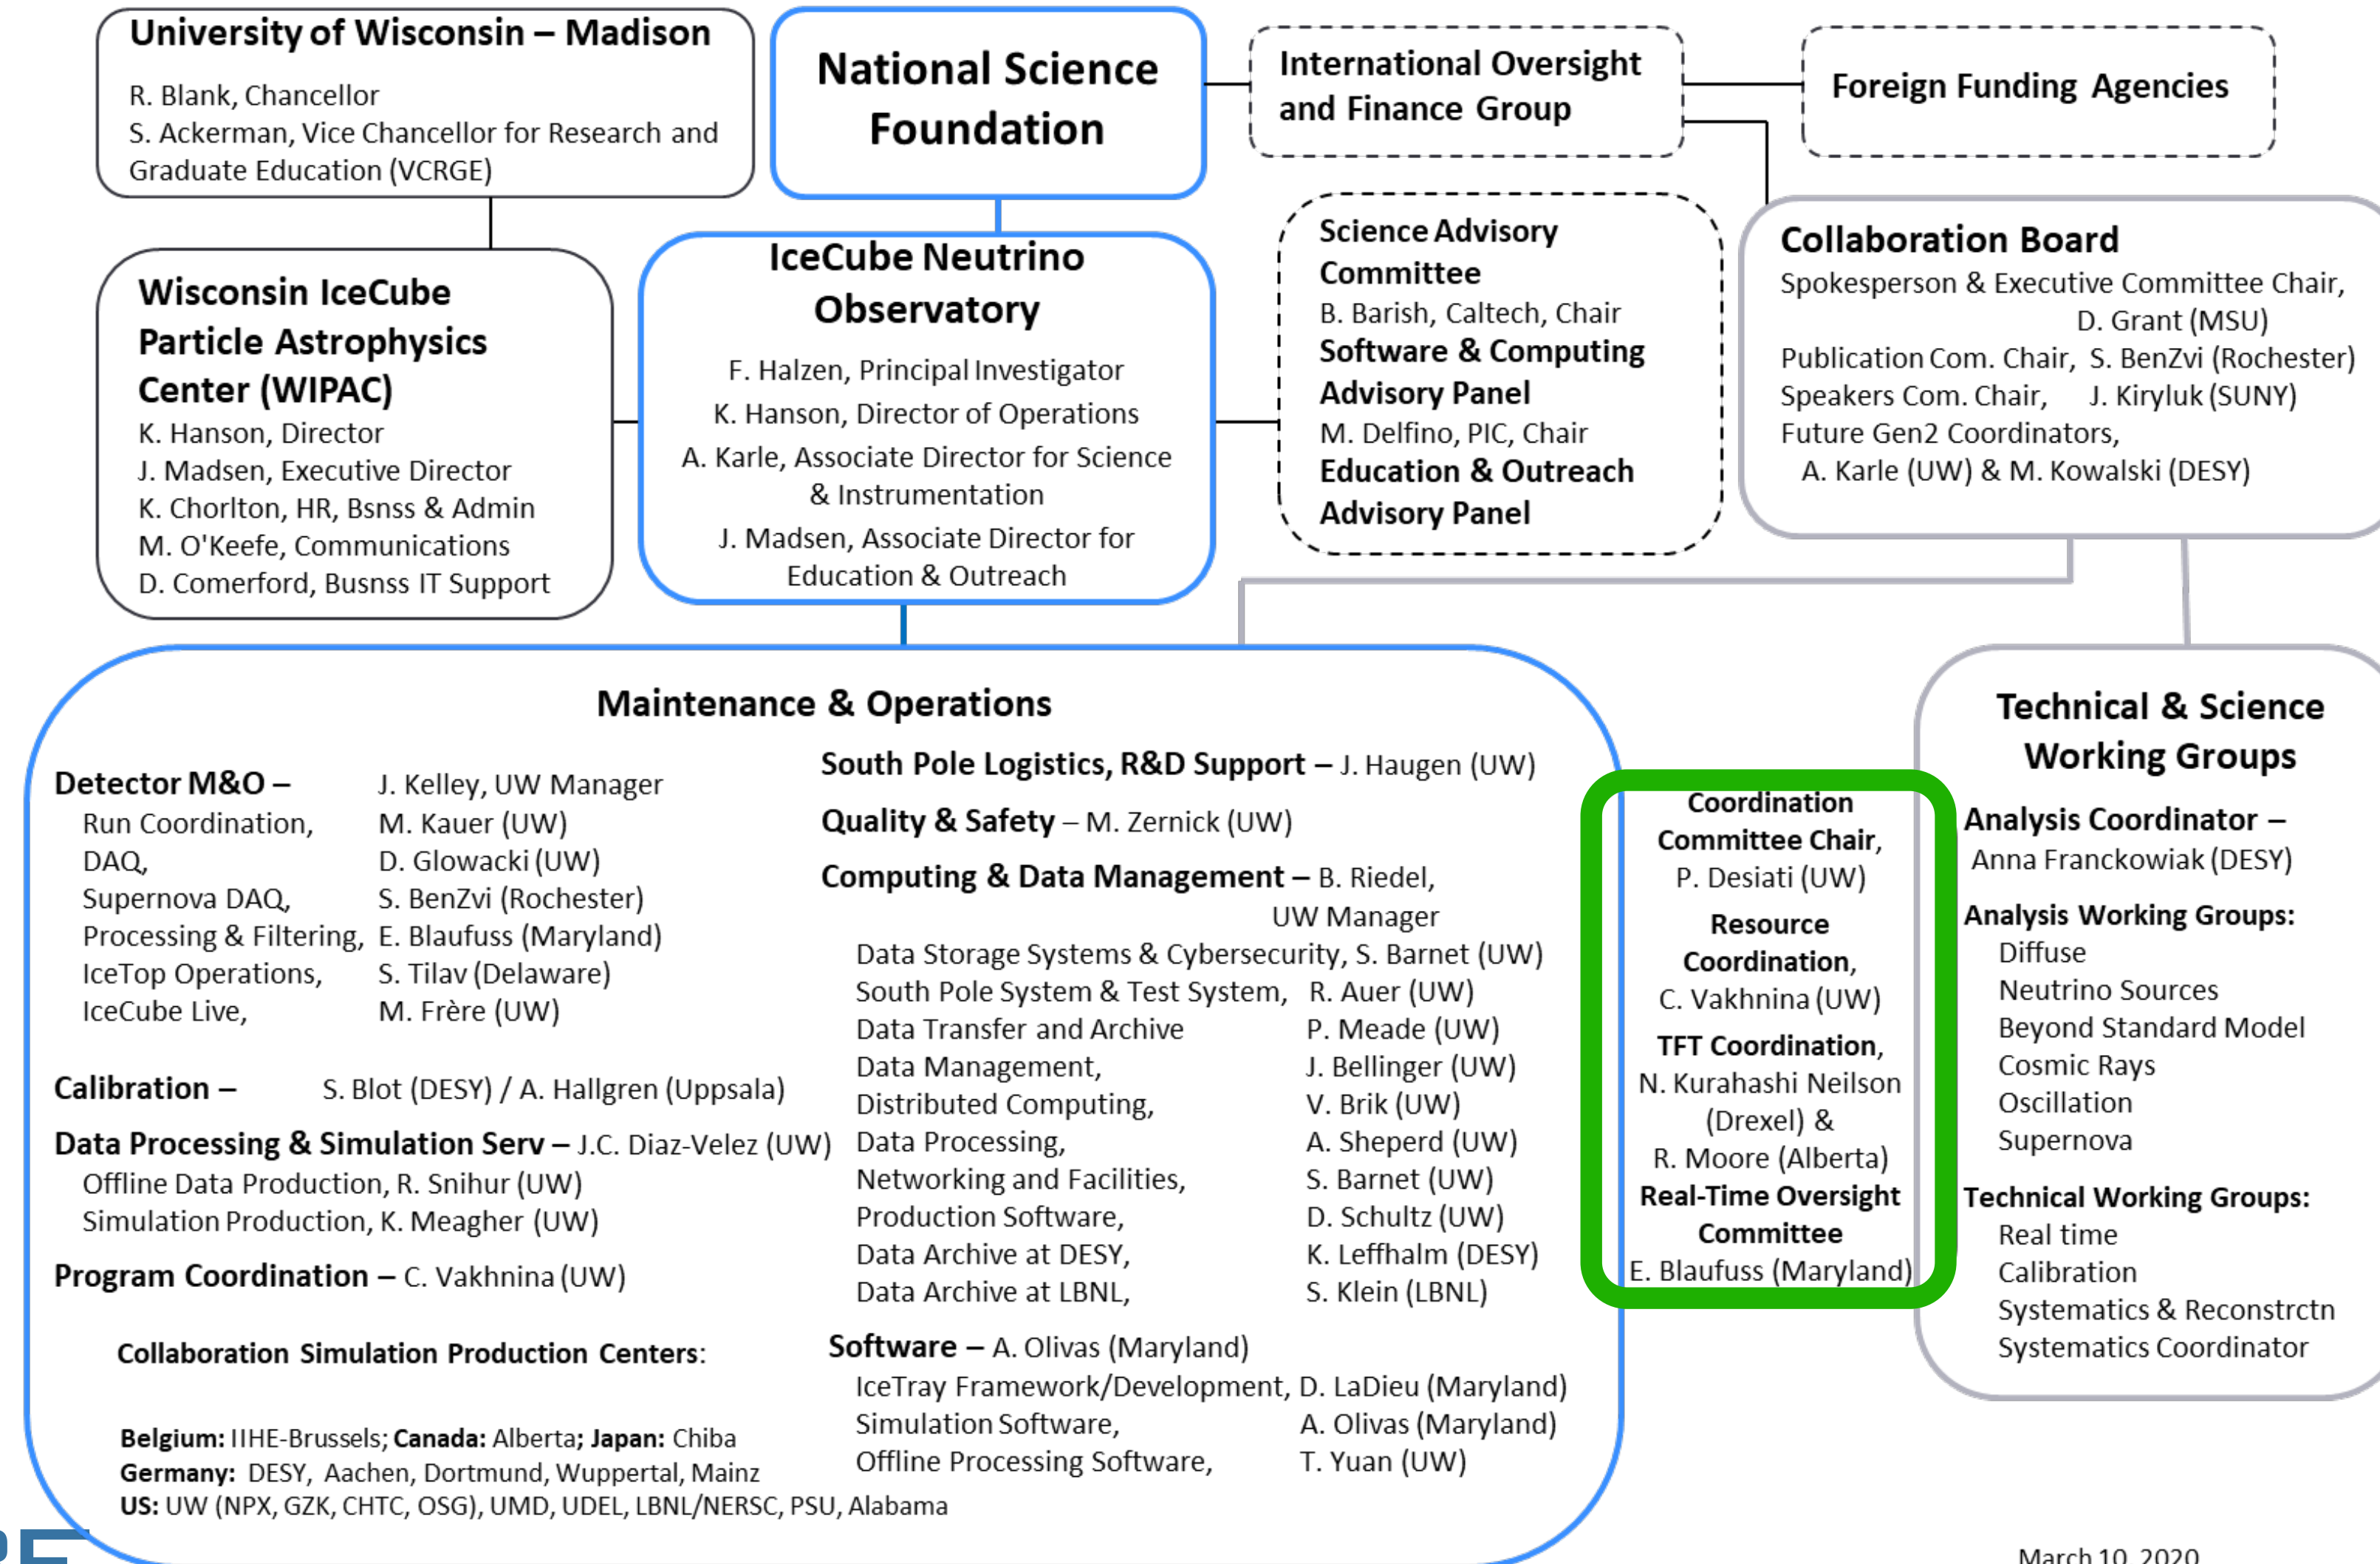 University of Wisconsin – Madison
R. Blank, Chancellor
S. Ackerman, Vice Chancellor for Research and
Graduate Education (VCRGE)
National Science
Foundation
International Oversight
and Finance Group
Foreign Funding Agencies
Wisconsin IceCube
Particle Astrophysics
Center (WIPAC)
K. Hanson, Director
J. Madsen, Executive Director
K. Chorlton, HR, Bsnss & Admin
M. O'Keefe, Communications
D. Comerford, Busnss IT Support
IceCube Neutrino
Observatory
F. Halzen, Principal Investigator
K. Hanson, Director of Operations
A. Karle, Associate Director for Science
& Instrumentation
J. Madsen, Associate Director for
Education & Outreach
Science Advisory
Committee
B. Barish, Caltech, Chair
Software & Computing
Advisory Panel
M. Delfino, PIC, Chair
Education & Outreach
Advisory Panel
Collaboration Board
Spokesperson & Executive Committee Chair,
D. Grant (MSU)
Publication Com. Chair, S. BenZvi (Rochester)
Speakers Com. Chair, J. Kiryluk (SUNY)
Future Gen2 Coordinators,
A. Karle (UW) & M. Kowalski (DESY)
Maintenance & Operations
Detector M&O – J. Kelley, UW Manager
Run Coordination, M. Kauer (UW)
DAQ, D. Glowacki (UW)
Supernova DAQ, S. BenZvi (Rochester)
Processing & Filtering, E. Blaufuss (Maryland)
IceTop Operations, S. Tilav (Delaware)
IceCube Live, M. Frère (UW)
Calibration – S. Blot (DESY) / A. Hallgren (Uppsala)
Data Processing & Simulation Serv – J.C. Diaz-Velez (UW)
Offline Data Production, R. Snihur (UW)
Simulation Production, K. Meagher (UW)
Program Coordination – C. Vakhnina (UW)
Collaboration Simulation Production Centers:
Belgium: IIHE-Brussels; Canada: Alberta; Japan: Chiba
Germany: DESY, Aachen, Dortmund, Wuppertal, Mainz
US: UW (NPX, GZK, CHTC, OSG), UMD, UDEL, LBNL/NERSC, PSU, Alabama
South Pole Logistics, R&D Support – J. Haugen (UW)
Quality & Safety – M. Zernick (UW)
Computing & Data Management – B. Riedel,
UW Manager
Data Storage Systems & Cybersecurity, S. Barnet (UW)
South Pole System & Test System, R. Auer (UW)
Data Transfer and Archive P. Meade (UW)
Data Management, J. Bellinger (UW)
Distributed Computing, V. Brik (UW)
Data Processing, A. Sheperd (UW)
Networking and Facilities, S. Barnet (UW)
Production Software, D. Schultz (UW)
Data Archive at DESY, K. Leffhalm (DESY)
Data Archive at LBNL, S. Klein (LBNL)
Software – A. Olivas (Maryland)
IceTray Framework/Development, D. LaDieu (Maryland)
Simulation Software, A. Olivas (Maryland)
Offline Processing Software, T. Yuan (UW)
Coordination
Committee Chair,
P. Desiati (UW)
Resource
Coordination,
C. Vakhnina (UW)
TFT Coordination,
N. Kurahashi Neilson
(Drexel) &
R. Moore (Alberta)
Real-Time Oversight
Committee
E. Blaufuss (Maryland)
Technical & Science
Working Groups
Analysis Coordinator –
Anna Franckowiak (DESY)
Analysis Working Groups:
Diffuse
Neutrino Sources
Beyond Standard Model
Cosmic Rays
Oscillation
Supernova
Technical Working Groups:
Real time
Calibration
Systematics & Reconstrctn
Systematics Coordinator
March 10, 2020